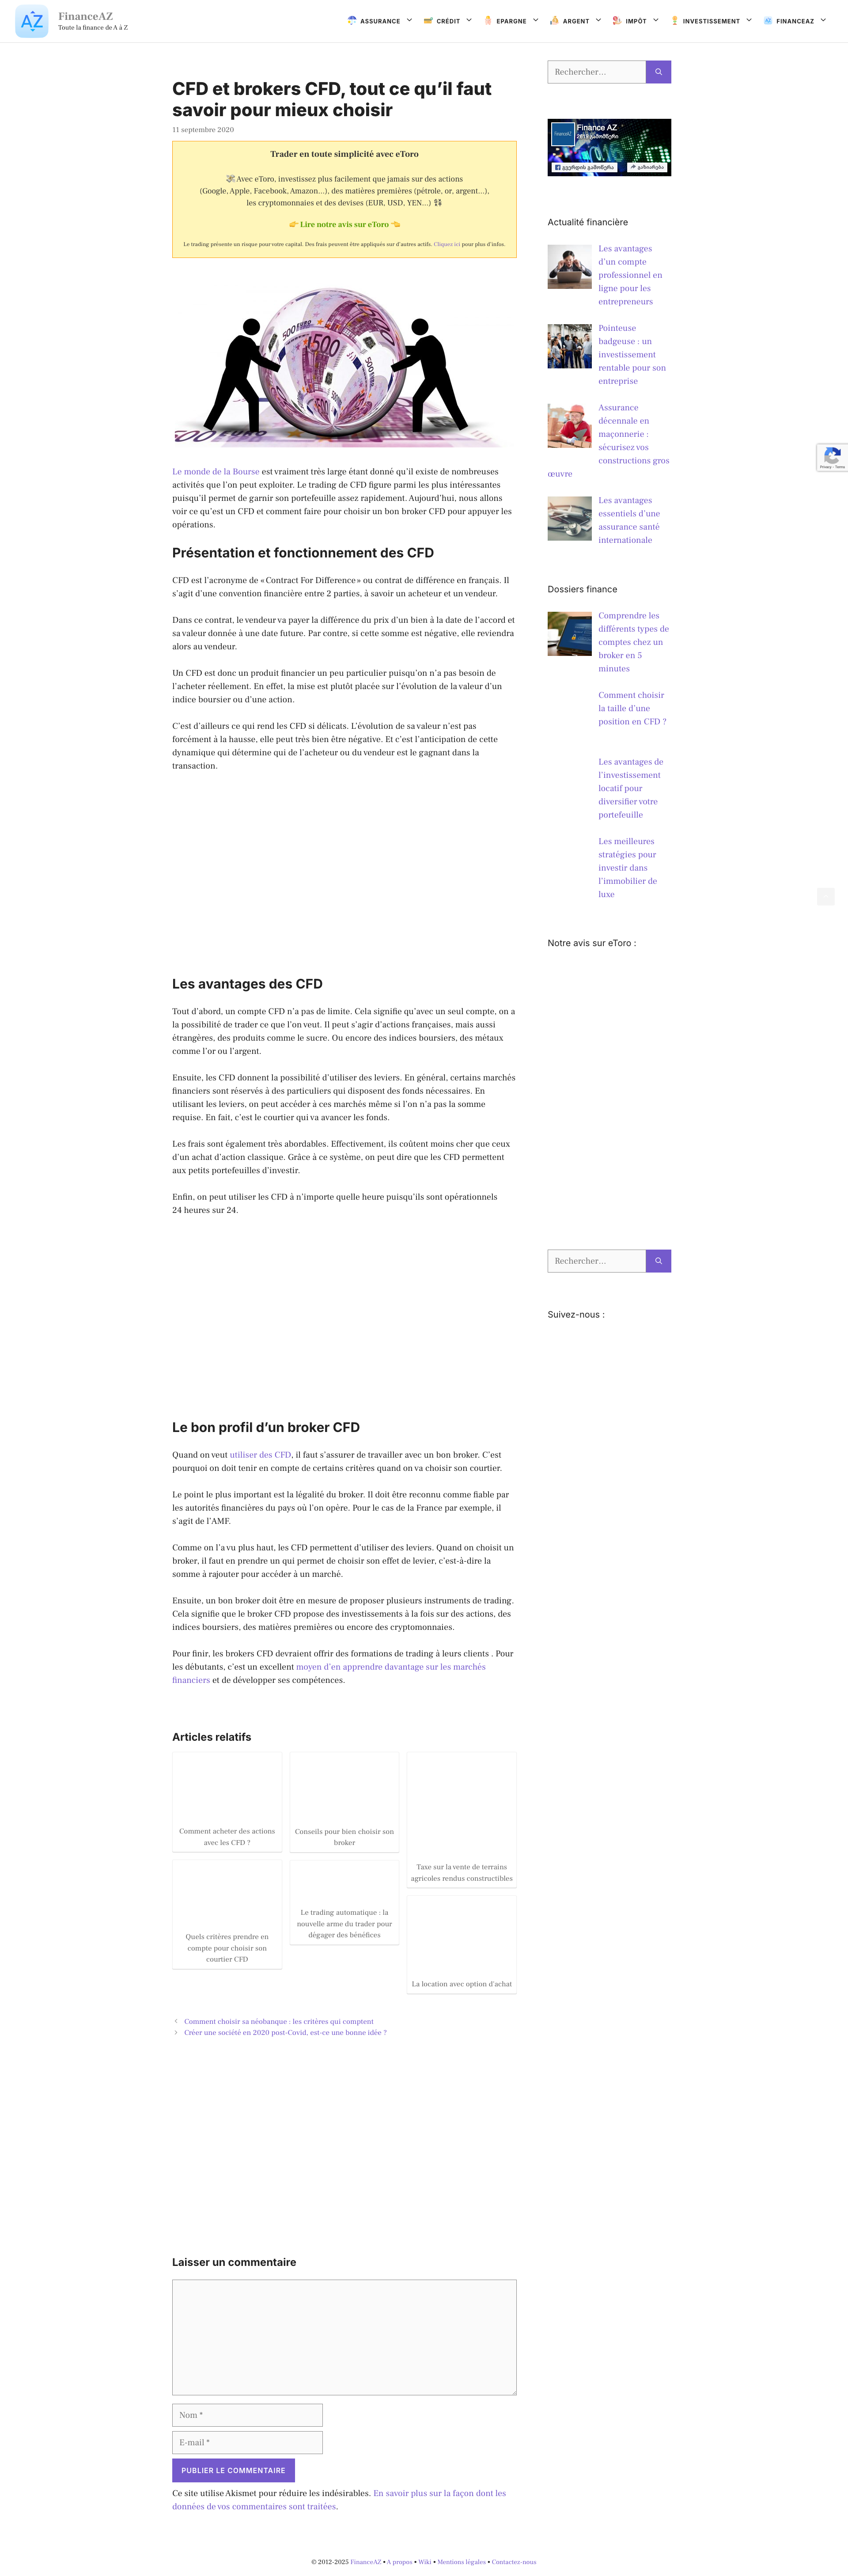 FinanceAZ
Toute la finance de A à Z
ASSURANCE
CRÉDIT
EPARGNE
ARGENT
IMPÔT
INVESTISSEMENT
FINANCEAZ
CFD et brokers CFD, tout ce qu’il faut
savoir pour mieux choisir
11 septembre 2020
Trader en toute simplicité avec eToro
💸 Avec eToro, investissez plus facilement que jamais sur des actions
(Google, Apple, Facebook, Amazon…), des matières premières (pétrole, or, argent…),
les cryptomonnaies et des devises (EUR, USD, YEN…) 💱
👉 Lire notre avis sur eToro 👈
Le trading présente un risque pour votre capital. Des frais peuvent être appliqués sur d'autres actifs. Cliquez ici pour plus d'infos.
Le monde de la Bourse est vraiment très large étant donné qu’il existe de nombreuses
activités que l’on peut exploiter. Le trading de CFD figure parmi les plus intéressantes
puisqu’il permet de garnir son portefeuille assez rapidement. Aujourd’hui, nous allons
voir ce qu’est un CFD et comment faire pour choisir un bon broker CFD pour appuyer les
opérations.
Présentation et fonctionnement des CFD
CFD est l’acronyme de « Contract For Difference » ou contrat de différence en français. Il
s’agit d’une convention financière entre 2 parties, à savoir un acheteur et un vendeur.
Dans ce contrat, le vendeur va payer la différence du prix d’un bien à la date de l’accord et
sa valeur donnée à une date future. Par contre, si cette somme est négative, elle reviendra
alors au vendeur.
Un CFD est donc un produit financier un peu particulier puisqu’on n’a pas besoin de
l’acheter réellement. En effet, la mise est plutôt placée sur l’évolution de la valeur d’un
indice boursier ou d’une action.
C’est d’ailleurs ce qui rend les CFD si délicats. L’évolution de sa valeur n’est pas
forcément à la hausse, elle peut très bien être négative. Et c’est l’anticipation de cette
dynamique qui détermine qui de l’acheteur ou du vendeur est le gagnant dans la
transaction.
Les avantages des CFD
Tout d’abord, un compte CFD n’a pas de limite. Cela signifie qu’avec un seul compte, on a
la possibilité de trader ce que l’on veut. Il peut s’agir d’actions françaises, mais aussi
étrangères, des produits comme le sucre. Ou encore des indices boursiers, des métaux
comme l’or ou l’argent.
Ensuite, les CFD donnent la possibilité d’utiliser des leviers. En général, certains marchés
financiers sont réservés à des particuliers qui disposent des fonds nécessaires. En
utilisant les leviers, on peut accéder à ces marchés même si l’on n’a pas la somme
requise. En fait, c’est le courtier qui va avancer les fonds.
Les frais sont également très abordables. Effectivement, ils coûtent moins cher que ceux
d’un achat d’action classique. Grâce à ce système, on peut dire que les CFD permettent
aux petits portefeuilles d’investir.
Enfin, on peut utiliser les CFD à n’importe quelle heure puisqu’ils sont opérationnels
24 heures sur 24.
Le bon profil d’un broker CFD
Quand on veut utiliser des CFD, il faut s’assurer de travailler avec un bon broker. C’est
pourquoi on doit tenir en compte de certains critères quand on va choisir son courtier.
Le point le plus important est la légalité du broker. Il doit être reconnu comme fiable par
les autorités financières du pays où l’on opère. Pour le cas de la France par exemple, il
s’agit de l’AMF.
Comme on l’a vu plus haut, les CFD permettent d’utiliser des leviers. Quand on choisit un
broker, il faut en prendre un qui permet de choisir son effet de levier, c’est-à-dire la
somme à rajouter pour accéder à un marché.
Ensuite, un bon broker doit être en mesure de proposer plusieurs instruments de trading.
Cela signifie que le broker CFD propose des investissements à la fois sur des actions, des
indices boursiers, des matières premières ou encore des cryptomonnaies.
Pour finir, les brokers CFD devraient offrir des formations de trading à leurs clients . Pour
les débutants, c’est un excellent moyen d’en apprendre davantage sur les marchés
financiers et de développer ses compétences.
Articles relatifs
Comment acheter des actions
avec les CFD ?
Conseils pour bien choisir son
broker
Taxe sur la vente de terrains
agricoles rendus constructibles
Quels critères prendre en
compte pour choisir son
courtier CFD
Le trading automatique : la
nouvelle arme du trader pour
dégager des bénéfices
La location avec option d'achat
Comment choisir sa néobanque : les critères qui comptent
Créer une société en 2020 post-Covid, est-ce une bonne idée ?
Laisser un commentaire
Nom *
E-mail *
PUBLIER LE COMMENTAIRE
Ce site utilise Akismet pour réduire les indésirables. En savoir plus sur la façon dont les
données de vos commentaires sont traitées.
Rechercher…
Finance AZ
Actualité financière
Les avantages
d’un compte
professionnel en
ligne pour les
entrepreneurs
Pointeuse
badgeuse : un
investissement
rentable pour son
entreprise
Assurance
décennale en
maçonnerie :
sécurisez vos
constructions gros
œuvre
Les avantages
essentiels d’une
assurance santé
internationale
Dossiers finance
Comprendre les
différents types de
comptes chez un
broker en 5
minutes
Comment choisir
la taille d’une
position en CFD ?
Les avantages de
l’investissement
locatif pour
diversifier votre
portefeuille
Les meilleures
stratégies pour
investir dans
l’immobilier de
luxe
Notre avis sur eToro :
Rechercher…
Suivez-nous :
© 2012-2025 FinanceAZ • A propos • Wiki • Mentions légales • Contactez-nous